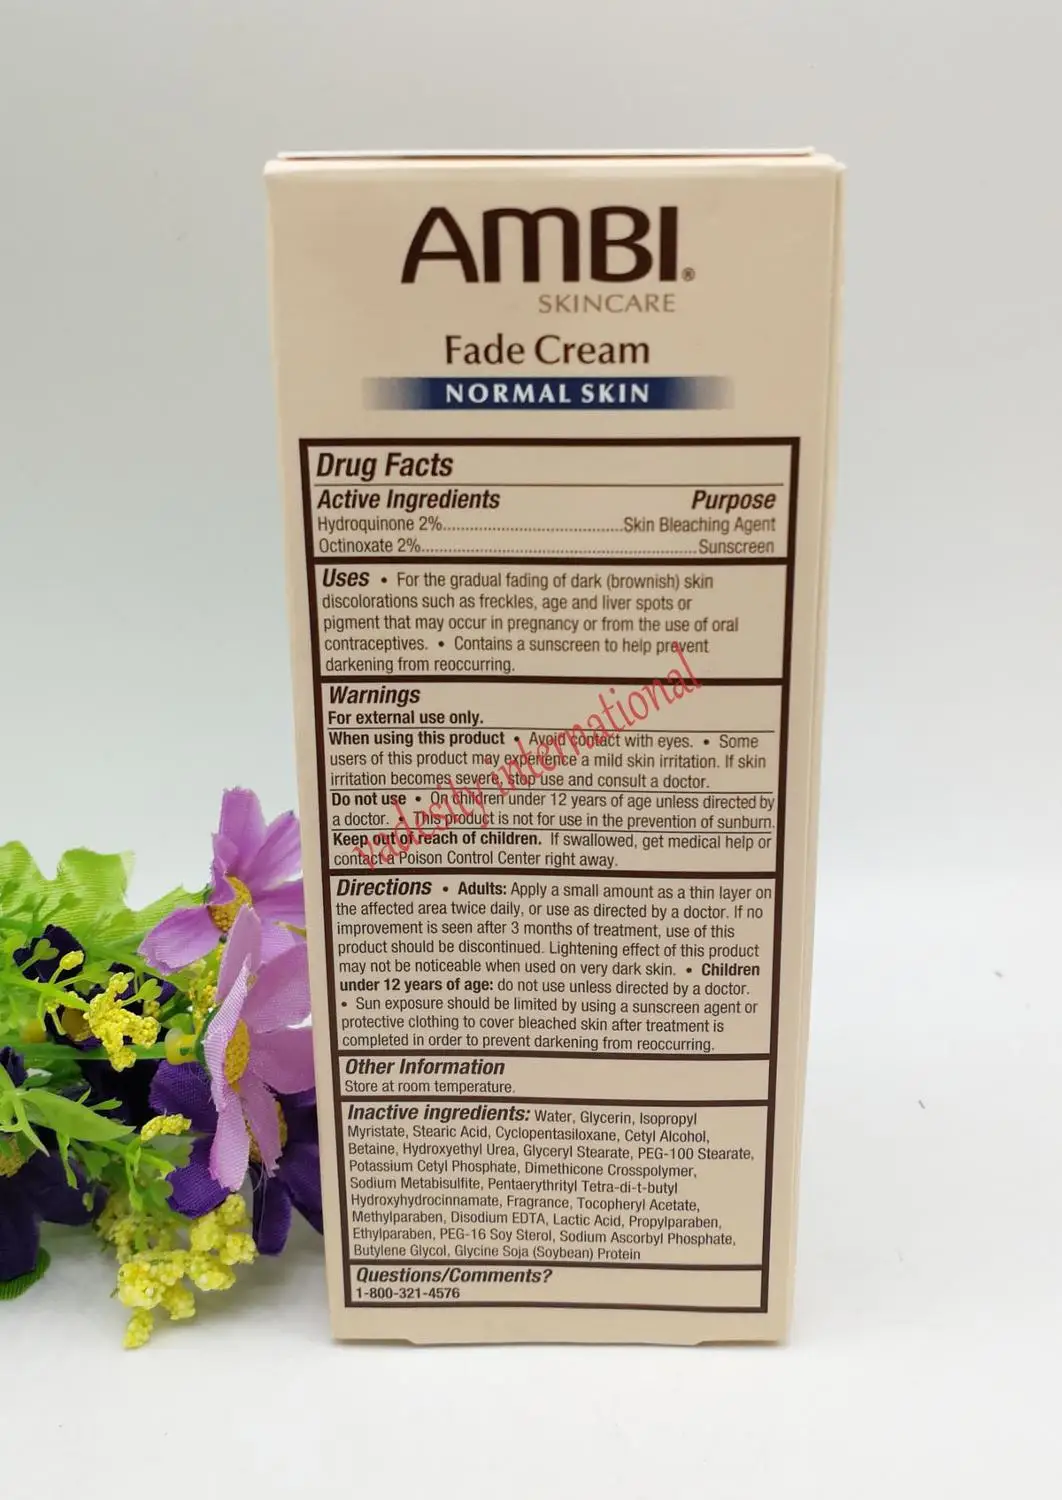 AMBI®
SKINCARE
Fade Cream
NORMAL SKIN
Drug Facts
Active Ingredients Purpose
Hydroquinone 2%......................................Skin Bleaching Agent
Octinoxate 2%..........................................................Sunscreen
Uses • For the gradual fading of dark (brownish) skin
discolorations such as freckles, age and liver spots or
pigment that may occur in pregnancy or from the use of oral
contraceptives. • Contains a sunscreen to help prevent
darkening from reoccurring.
Warnings
For external use only.
When using this product • Avoid contact with eyes. • Some
users of this product may experience a mild skin irritation. If skin
irritation becomes severe, stop use and consult a doctor.
Do not use • On children under 12 years of age unless directed by
a doctor. • This product is not for use in the prevention of sunburn.
Keep out of reach of children. If swallowed, get medical help or
contact a Poison Control Center right away.
vadesity international
Directions • Adults: Apply a small amount as a thin layer on
the affected area twice daily, or use as directed by a doctor. If no
improvement is seen after 3 months of treatment, use of this
product should be discontinued. Lightening effect of this product
may not be noticeable when used on very dark skin. • Children
under 12 years of age: do not use unless directed by a doctor.
• Sun exposure should be limited by using a sunscreen agent or
protective clothing to cover bleached skin after treatment is
completed in order to prevent darkening from reoccurring.
Other Information
Store at room temperature.
Inactive ingredients: Water, Glycerin, Isopropyl
Myristate, Stearic Acid, Cyclopentasiloxane, Cetyl Alcohol,
Betaine, Hydroxyethyl Urea, Glyceryl Stearate, PEG-100 Stearate,
Potassium Cetyl Phosphate, Dimethicone Crosspolymer,
Sodium Metabisulfite, Pentaerythrityl Tetra-di-t-butyl
Hydroxyhydrocinnamate, Fragrance, Tocopheryl Acetate,
Methylparaben, Disodium EDTA, Lactic Acid, Propylparaben,
Ethylparaben, PEG-16 Soy Sterol, Sodium Ascorbyl Phosphate,
Butylene Glycol, Glycine Soja (Soybean) Protein
Questions/Comments?
1-800-321-4576